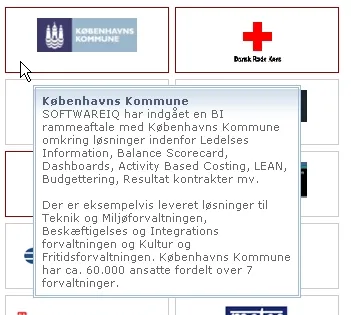 KØBENHAVNS
KOMMUNE
Dansk Røde Kors
Københavns Kommune
SOFTWAREIQ har indgået en BI
rammeaftale med Københavns Kommune
omkring løsninger indenfor Ledelses
Information, Balance Scorecard,
Dashboards, Activity Based Costing, LEAN,
Budgettering, Resultat kontrakter mv.
Der er eksempelvis leveret løsninger til
Teknik og Miljøforvaltningen,
Beskæftigelses og Integrations
forvaltningen og Kultur og
Fritidsforvaltningen. Københavns Kommune
har ca. 60.000 ansatte fordelt over 7
forvaltninger.